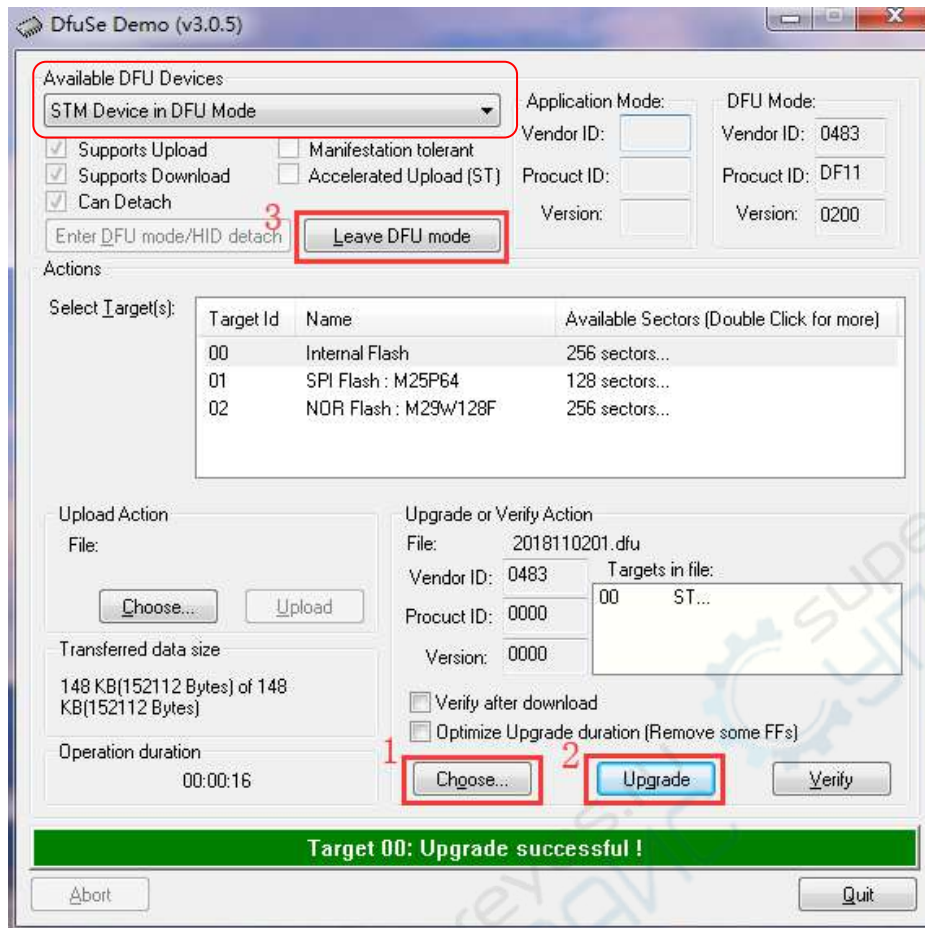 DfuSe Demo (v3.0.5)
Available DFU Devices
STM Device in DFU Mode
Supports Upload
Manifestation tolerant
Supports Download
Accelerated Upload (ST)
Can Detach
3
Enter DFU mode/HID detach
Leave DFU mode
Application Mode:
Vendor ID:
Procuct ID:
Version:
DFU Mode:
Vendor ID: 0483
Procuct ID: DF11
Version: 0200
Actions
Select Target(s):
Target Id Name Available Sectors (Double Click for more)
00 Internal Flash 256 sectors...
01 SPI Flash : M25P64 128 sectors...
02 NOR Flash : M29W128F 256 sectors...
Upload Action
File:
Choose... Upload
Transferred data size
148 KB(152112 Bytes) of 148
KB(152112 Bytes)
Operation duration
00:00:16
Upgrade or Verify Action
File: 2018110201.dfu
Vendor ID: 0483
Procuct ID: 0000
Version: 0000
Targets in file:
00 ST...
Verify after download
Optimize Upgrade duration (Remove some FFs)
1
Choose...
2
Upgrade
Verify
Target 00: Upgrade successful !
Abort
Quit